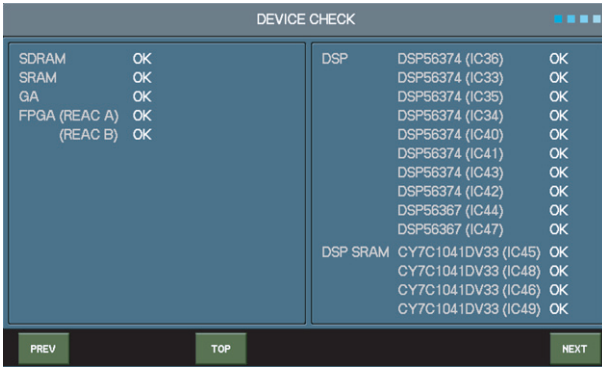 DEVICE CHECK
SDRAM OK
SRAM OK
GA OK
FPGA (REAC A) OK
(REAC B) OK
DSP DSP56374 (IC36) OK
DSP56374 (IC33) OK
DSP56374 (IC35) OK
DSP56374 (IC34) OK
DSP56374 (IC40) OK
DSP56374 (IC41) OK
DSP56374 (IC43) OK
DSP56374 (IC42) OK
DSP56367 (IC44) OK
DSP56367 (IC47) OK
DSP SRAM CY7C1041DV33 (IC45) OK
CY7C1041DV33 (IC48) OK
CY7C1041DV33 (IC46) OK
CY7C1041DV33 (IC49) OK
PREV TOP NEXT